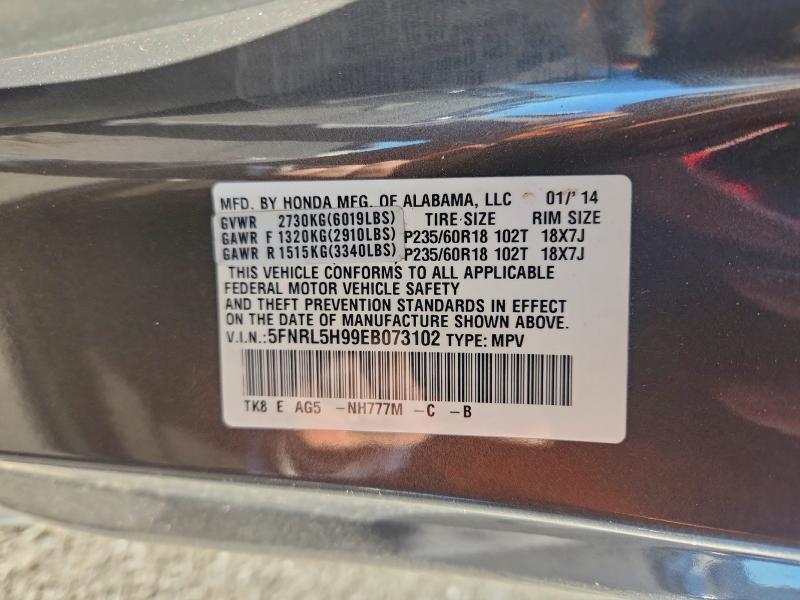 MFD. BY HONDA MFG. OF ALABAMA, LLC 01/'14
GVWR 2730KG(6019LBS) TIRE SIZE RIM SIZE
GAWR F 1320KG(2910LBS) P235/60R18 102T 18X7J
GAWR R 1515KG(3340LBS) P235/60R18 102T 18X7J
THIS VEHICLE CONFORMS TO ALL APPLICABLE
FEDERAL MOTOR VEHICLE SAFETY
AND THEFT PREVENTION STANDARDS IN EFFECT
ON THE DATE OF MANUFACTURE SHOWN ABOVE.
V.I.N.:5FNRL5H99EB073102 TYPE: MPV
TK8 E AG5 -NH777M -C -B